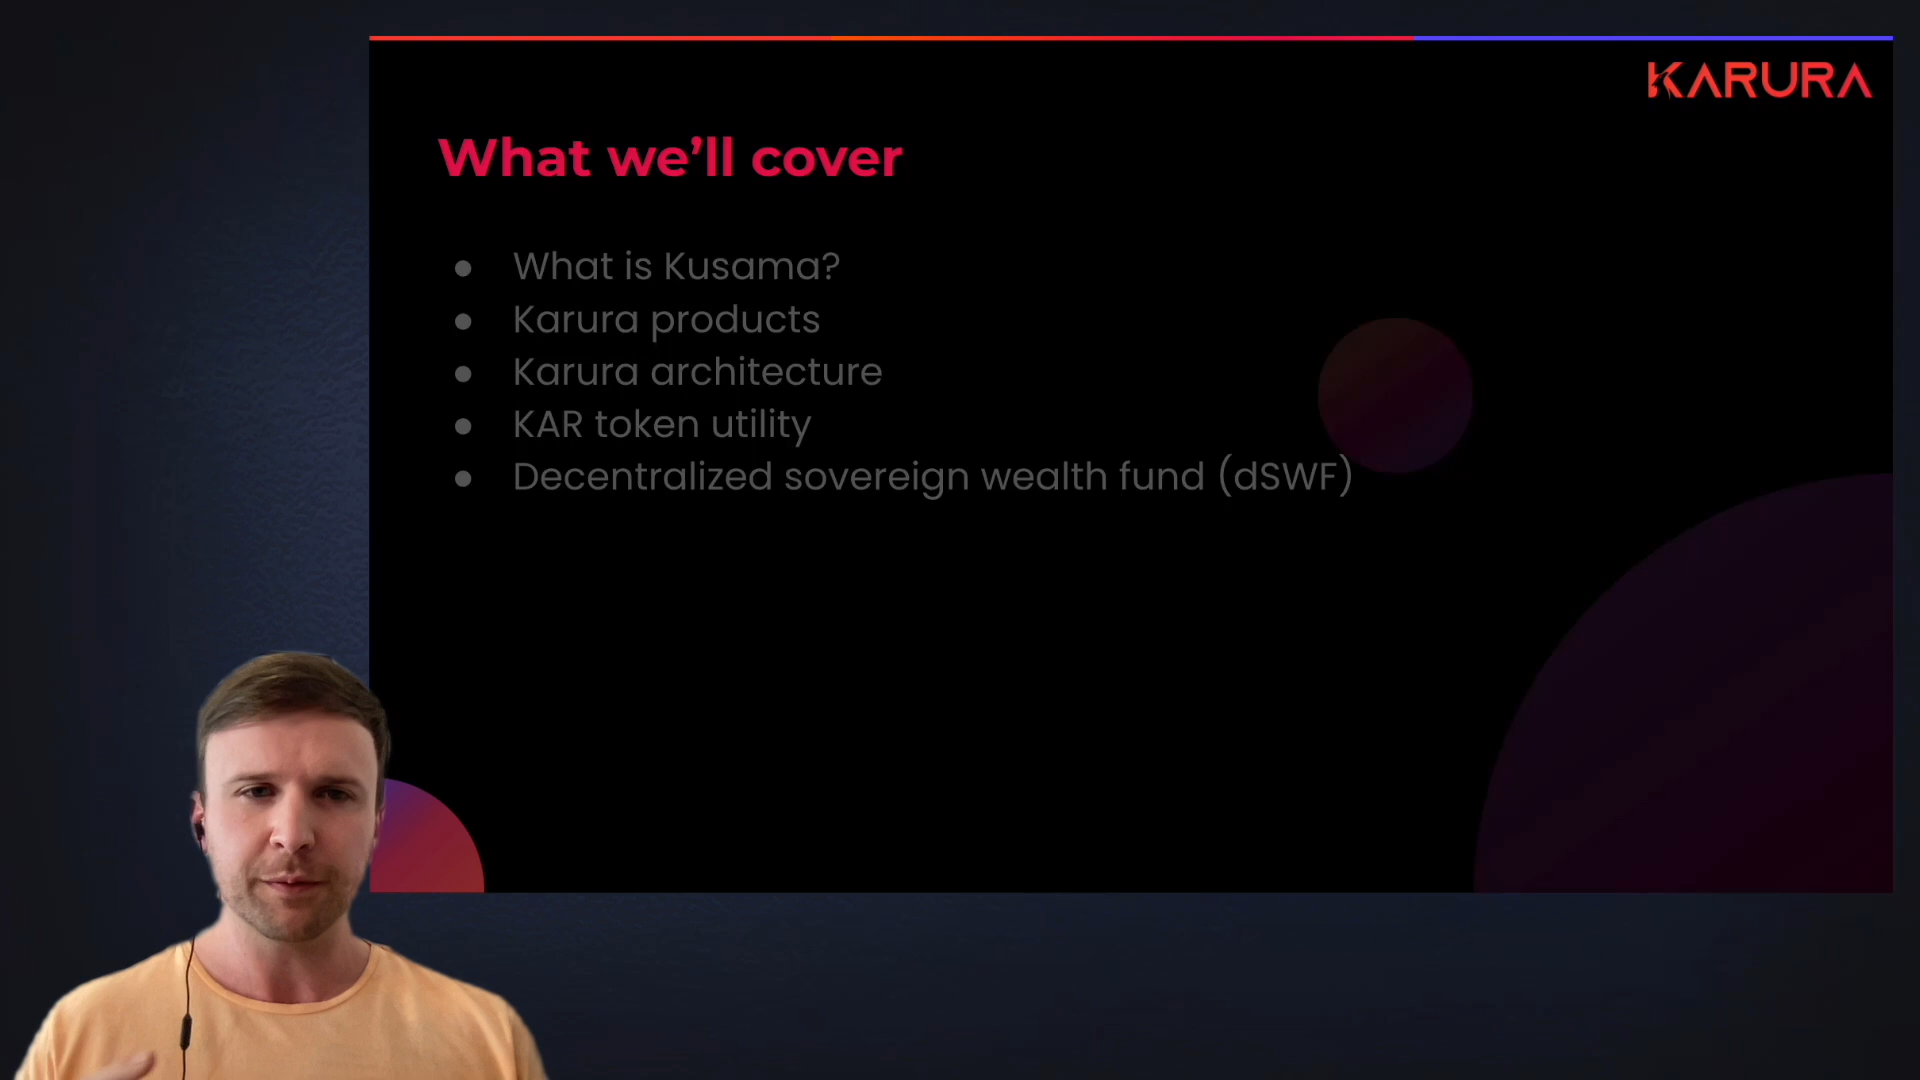 KARURA
What we’ll cover
● What is Kusama?
● Karura products
● Karura architecture
● KAR token utility
● Decentralized sovereign wealth fund (dSWF)